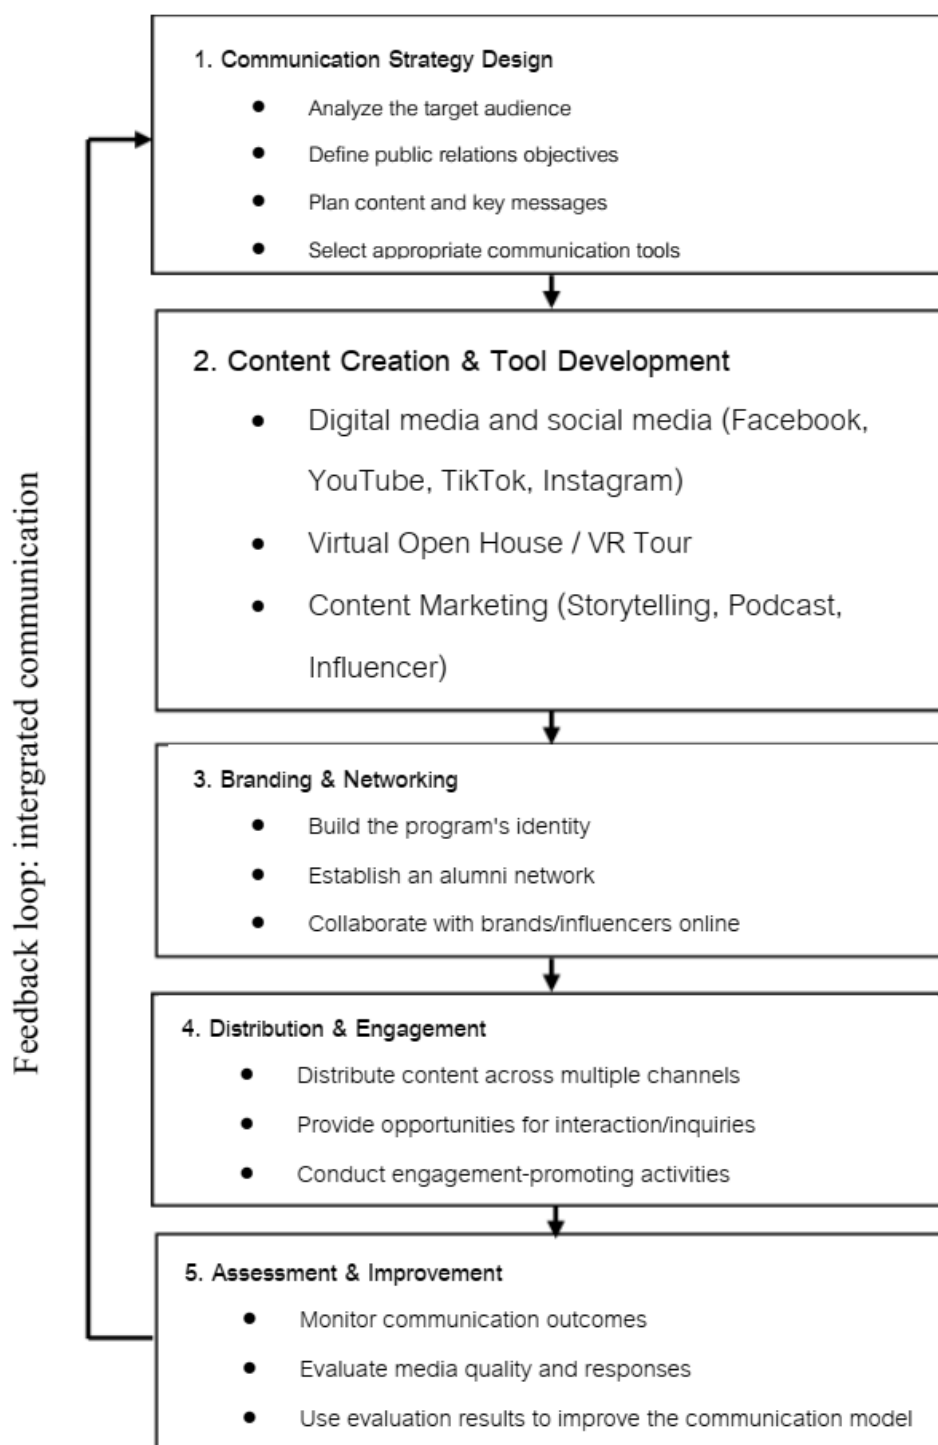 1. Communication Strategy Design
● Analyze the target audience
● Define public relations objectives
● Plan content and key messages
● Select appropriate communication tools
2. Content Creation & Tool Development
● Digital media and social media (Facebook,
YouTube, TikTok, Instagram)
● Virtual Open House / VR Tour
● Content Marketing (Storytelling, Podcast,
Influencer)
3. Branding & Networking
● Build the program's identity
● Establish an alumni network
● Collaborate with brands/influencers online
4. Distribution & Engagement
● Distribute content across multiple channels
● Provide opportunities for interaction/inquiries
● Conduct engagement-promoting activities
5. Assessment & Improvement
● Monitor communication outcomes
● Evaluate media quality and responses
● Use evaluation results to improve the communication model
Feedback loop: intergrated communication